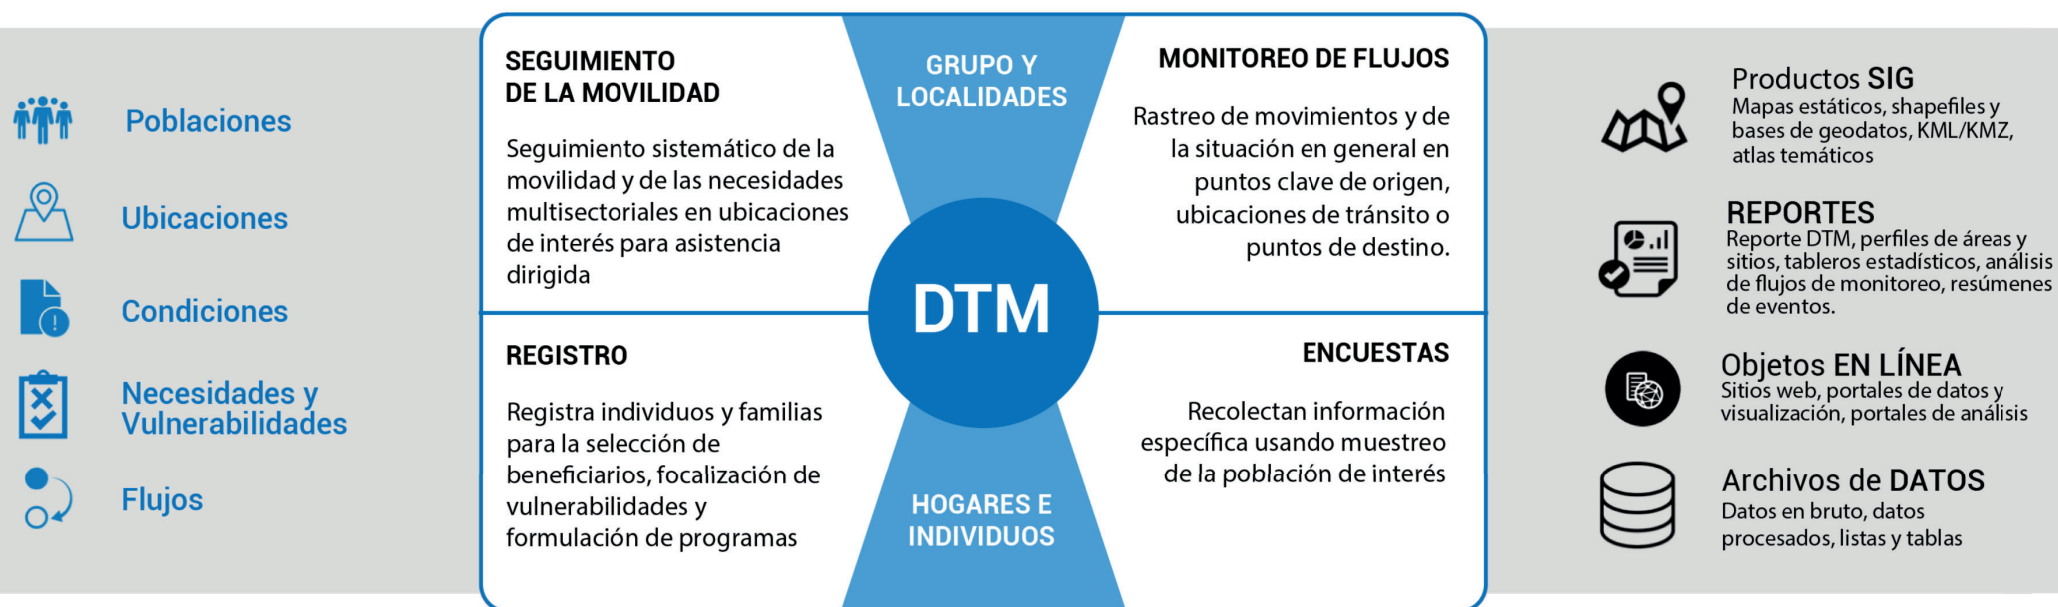 Poblaciones
Ubicaciones
Condiciones
Necesidades y
Vulnerabilidades
Flujos
SEGUIMIENTO
DE LA MOVILIDAD
Seguimiento sistemático de la
movilidad y de las necesidades
multisectoriales en ubicaciones
de interés para asistencia
dirigida
GRUPO Y
LOCALIDADES
MONITOREO DE FLUJOS
Rastreo de movimientos y de
la situación en general en
puntos clave de origen,
ubicaciones de tránsito o
puntos de destino.
DTM
REGISTRO
Registra individuos y familias
para la selección de
beneficiarios, focalización de
vulnerabilidades y
formulación de programas
HOGARES E
INDIVIDUOS
ENCUESTAS
Recolectan información
específica usando muestreo
de la población de interés
Productos SIG
Mapas estáticos, shapefiles y
bases de geodatos, KML/KMZ,
atlas temáticos
REPORTES
Reporte DTM, perfiles de áreas y
sitios, tableros estadísticos, análisis
de flujos de monitoreo, resúmenes
de eventos.
Objetos EN LÍNEA
Sitios web, portales de datos y
visualización, portales de análisis
Archivos de DATOS
Datos en bruto, datos
procesados, listas y tablas